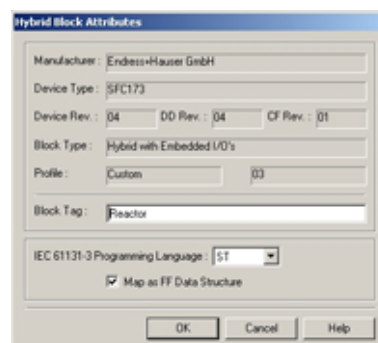 Hybrid Block Attributes
Manufacturer : Endress+Hauser GmbH
Device Type : SFC173
Device Rev. : 04 DD Rev. : 04 CF Rev. : 01
Block Type : Hybrid with Embedded I/O's
Profile : Custom 03
Block Tag : Reactor
IEC 61131-3 Programming Language : ST
Map as FF Data Structure
OK Cancel Help